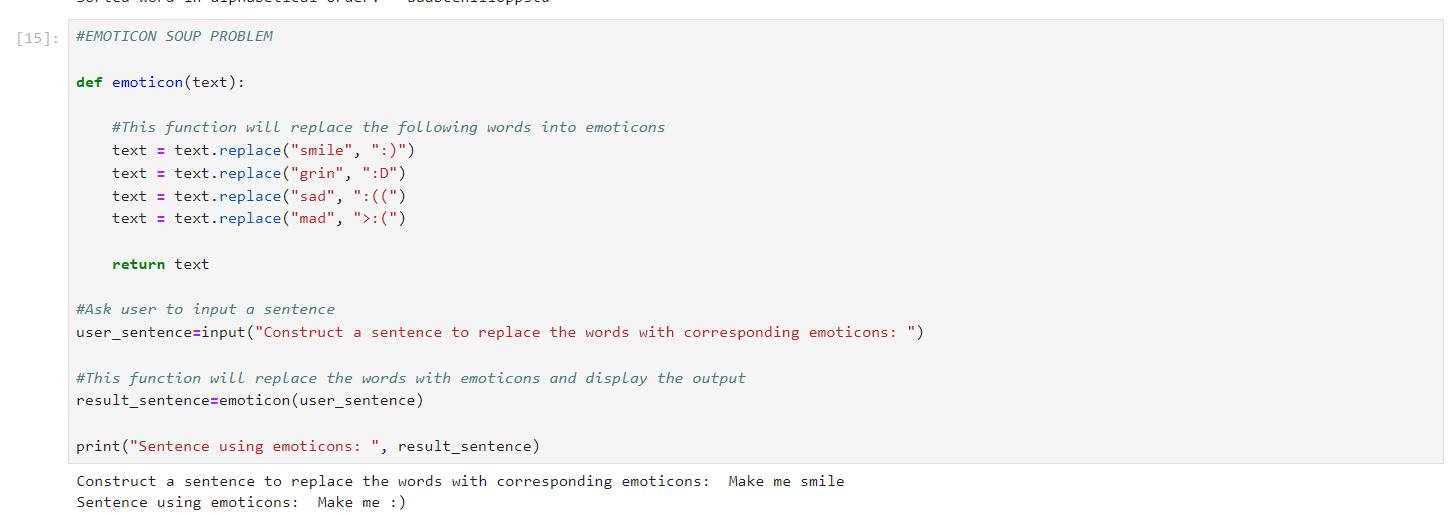 [15]: #EMOTICON SOUP PROBLEM
def emoticon(text):
#This function will replace the following words into emoticons
text = text.replace("smile", ":)")
text = text.replace("grin", ":D")
text = text.replace("sad", ":((")
text = text.replace("mad", ">:(")
return text
#Ask user to input a sentence
user_sentence=input("Construct a sentence to replace the words with corresponding emoticons: ")
#This function will replace the words with emoticons and display the output
result_sentence=emoticon(user_sentence)
print("Sentence using emoticons: ", result_sentence)
Construct a sentence to replace the words with corresponding emoticons:  Make me smile
Sentence using emoticons:  Make me :)